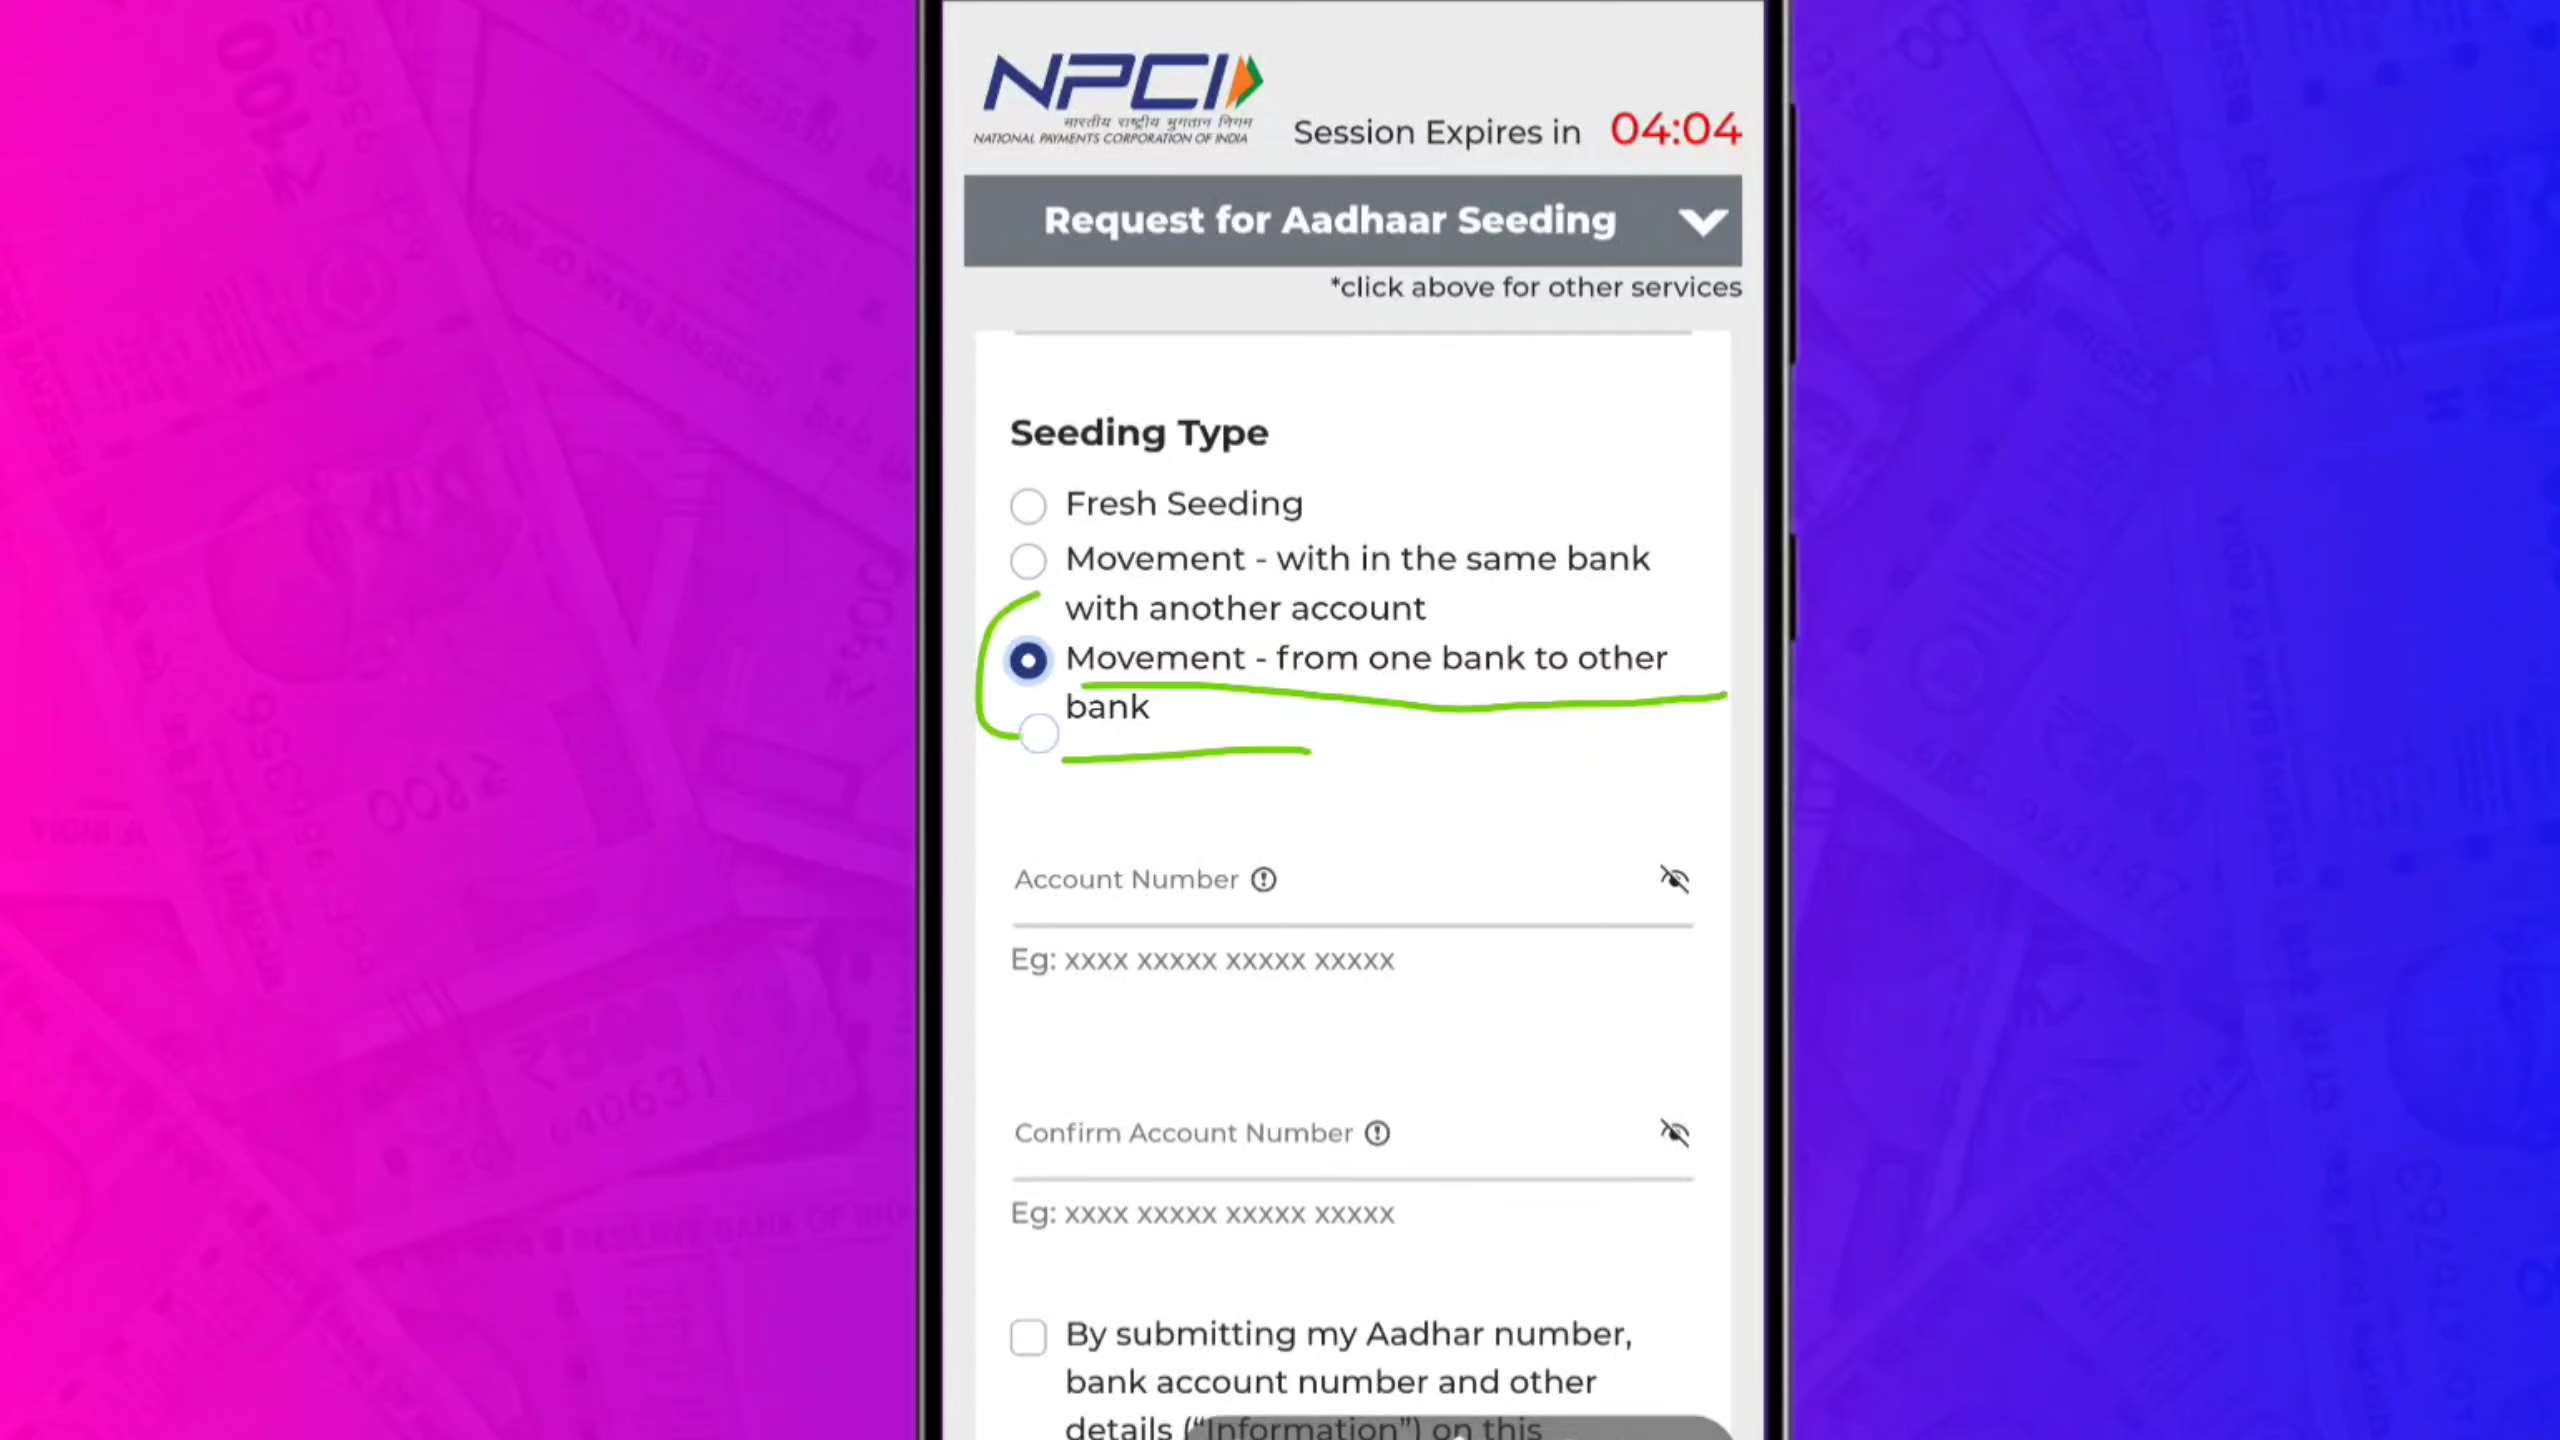 NPCI
भारतीय राष्ट्रीय भुगतान निगम
NATIONAL PAYMENTS CORPORATION OF INDIA
Session Expires in 04:04
Request for Aadhaar Seeding
*click above for other services
Seeding Type
Fresh Seeding
Movement - with in the same bank
with another account
Movement - from one bank to other
bank
Account Number
Eg: xxxx xxxxx xxxxx xxxxx
Confirm Account Number
Eg: xxxx xxxxx xxxxx xxxxx
By submitting my Aadhar number,
bank account number and other
details (“Information”) on this